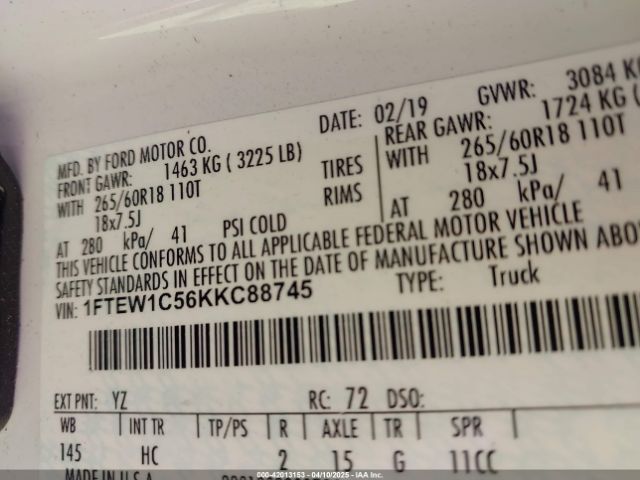 MFD. BY FORD MOTOR CO. DATE: 02/19 GVWR: 3084 KG
FRONT GAWR: 1463 KG ( 3225 LB) REAR GAWR: 1724 KG (
WITH 265/60R18 110T TIRES WITH 265/60R18 110T
18x7.5J RIMS 18x7.5J
AT 280 kPa/ 41 PSI COLD AT 280 kPa/ 41
THIS VEHICLE CONFORMS TO ALL APPLICABLE FEDERAL MOTOR VEHICLE
SAFETY STANDARDS IN EFFECT ON THE DATE OF MANUFACTURE SHOWN
VIN: 1FTEW1C56KKC88745 TYPE: Truck
EXT PNT: YZ RC: 72 DSO:
WB INT TR TP/PS R AXLE TR SPR
145 HC 2 15 G 11CC
MADE IN U.S.A.
000-42013153 - 04/10/2025 - IAAI, Inc.